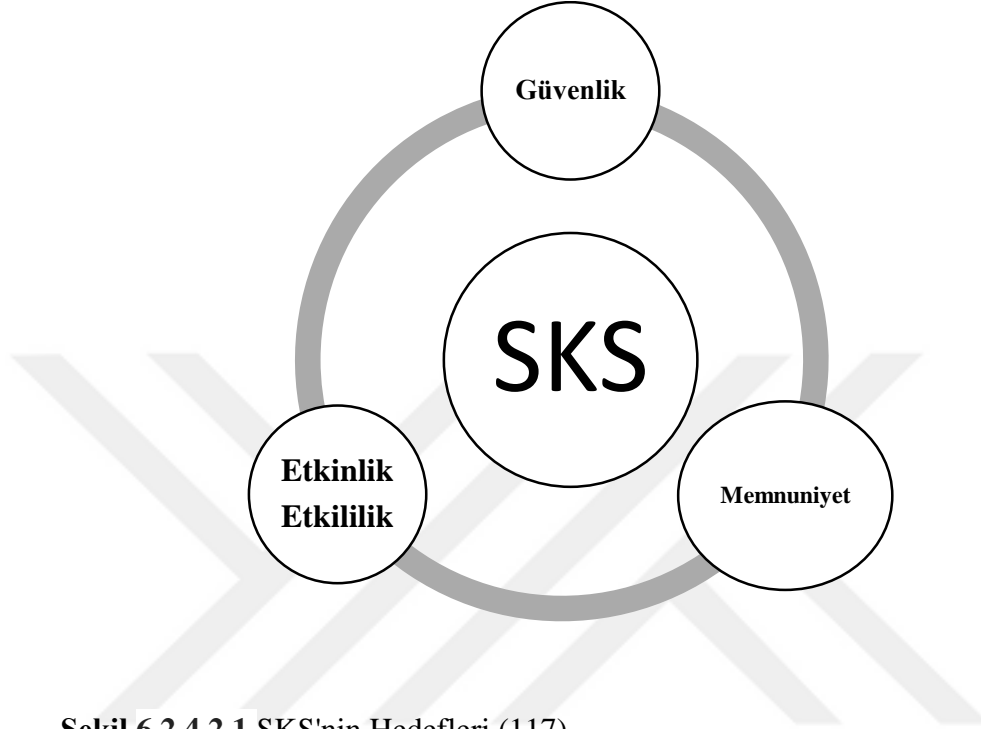 Güvenlik
SKS
Etkinlik
Etkililik
Memnuniyet
Şekil 6.2.4.2.1 SKS'nin Hedefleri (117)